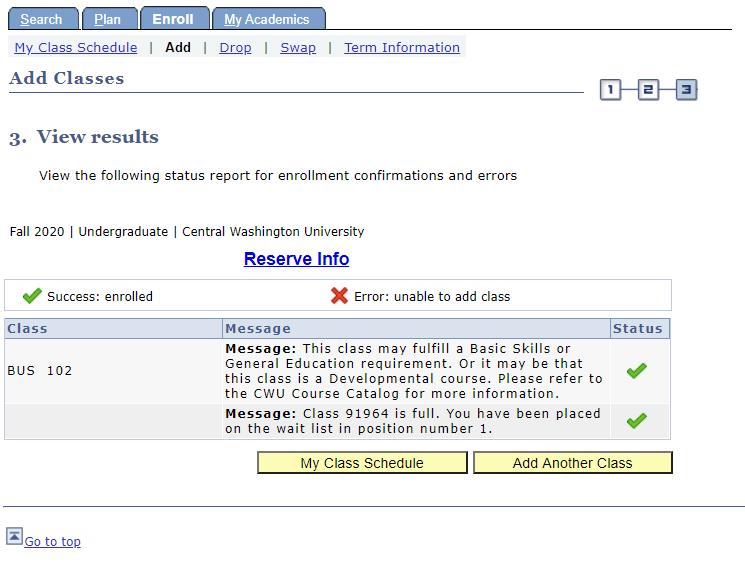 Search Plan Enroll My Academics
My Class Schedule | Add | Drop | Swap | Term Information
Add Classes
1 2 3
3. View results
View the following status report for enrollment confirmations and errors
Fall 2020 | Undergraduate | Central Washington University
Reserve Info
Success: enrolled Error: unable to add class
Class Message Status
BUS 102
Message: This class may fulfill a Basic Skills or
General Education requirement. Or it may be that
this class is a Developmental course. Please refer to
the CWU Course Catalog for more information.
Message: Class 91964 is full. You have been placed
on the wait list in position number 1.
My Class Schedule Add Another Class
Go to top